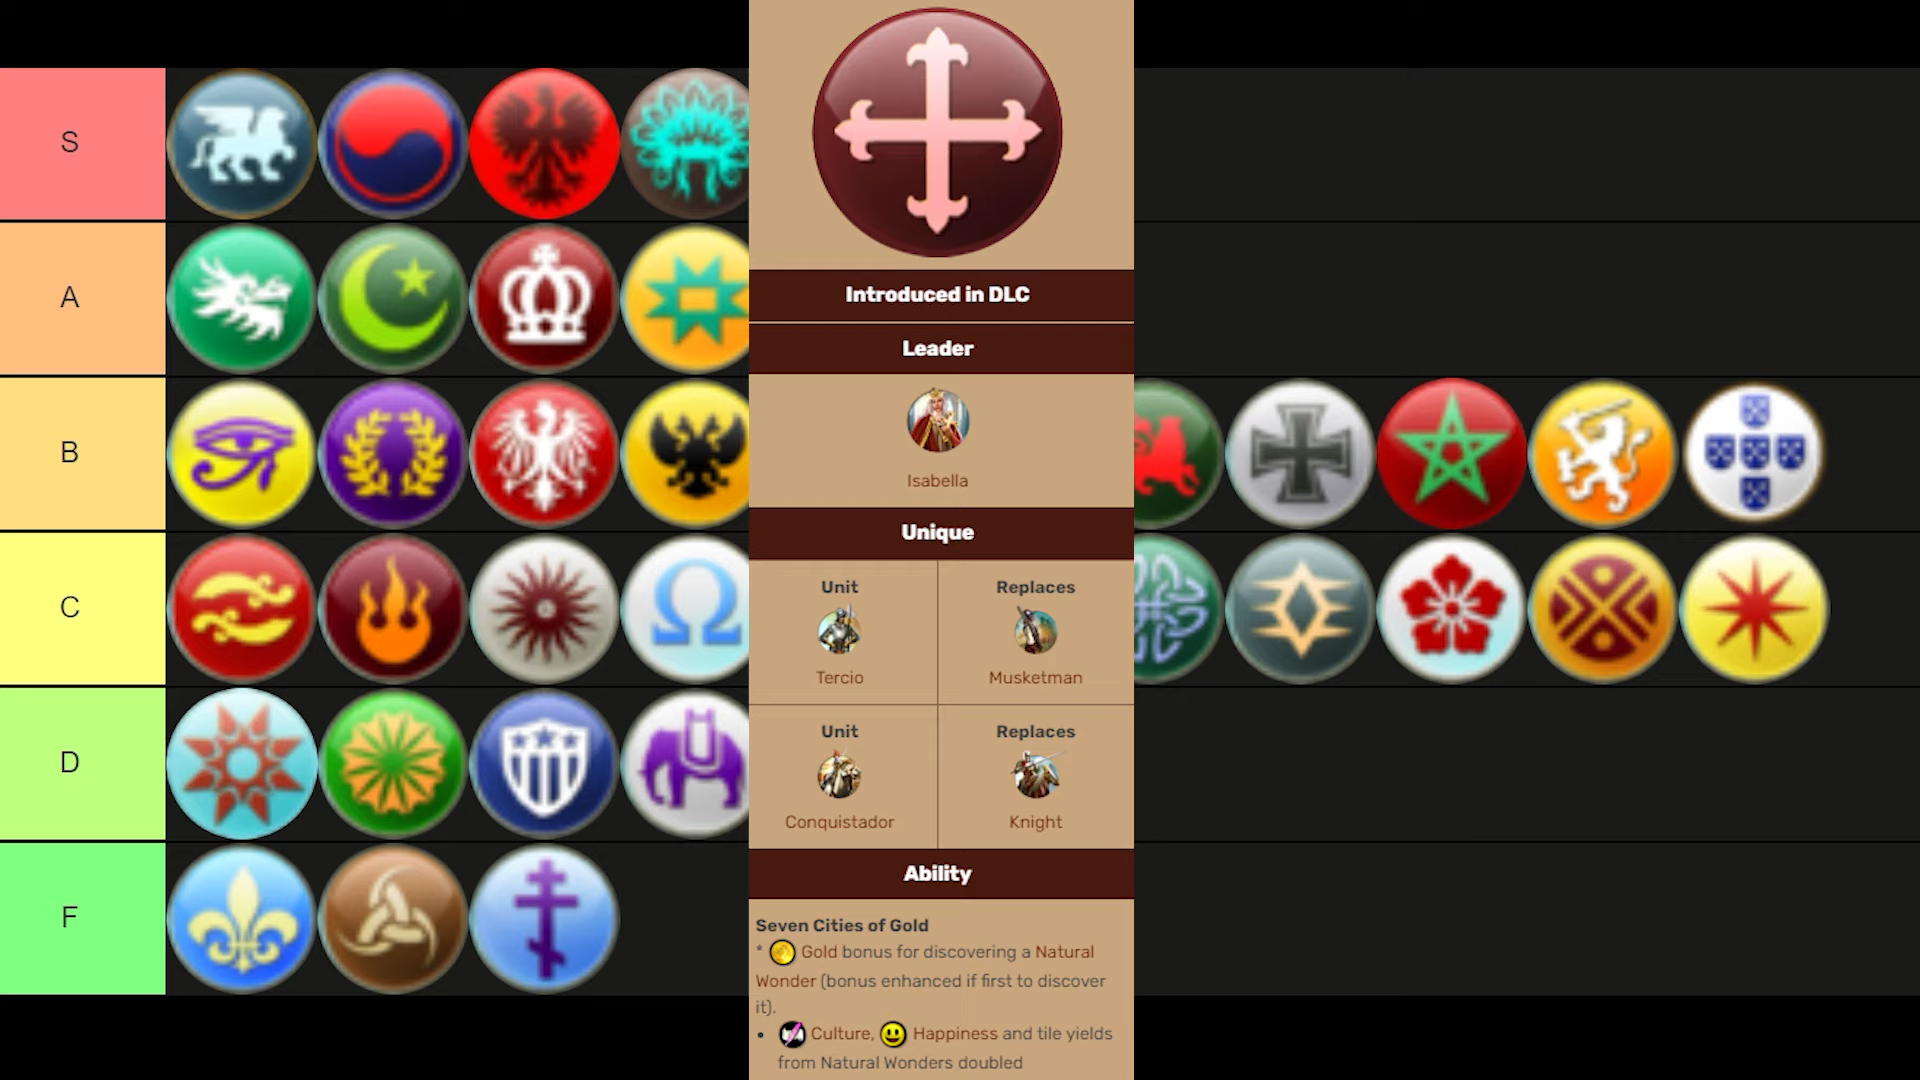 S
A
B
C
D
F
Introduced in DLC
Leader
Isabella
Unique
Unit Replaces
Tercio Musketman
Unit Replaces
Conquistador Knight
Ability
Seven Cities of Gold
* Gold bonus for discovering a Natural
Wonder (bonus enhanced if first to discover
it).
• Culture, Happiness and tile yields
from Natural Wonders doubled